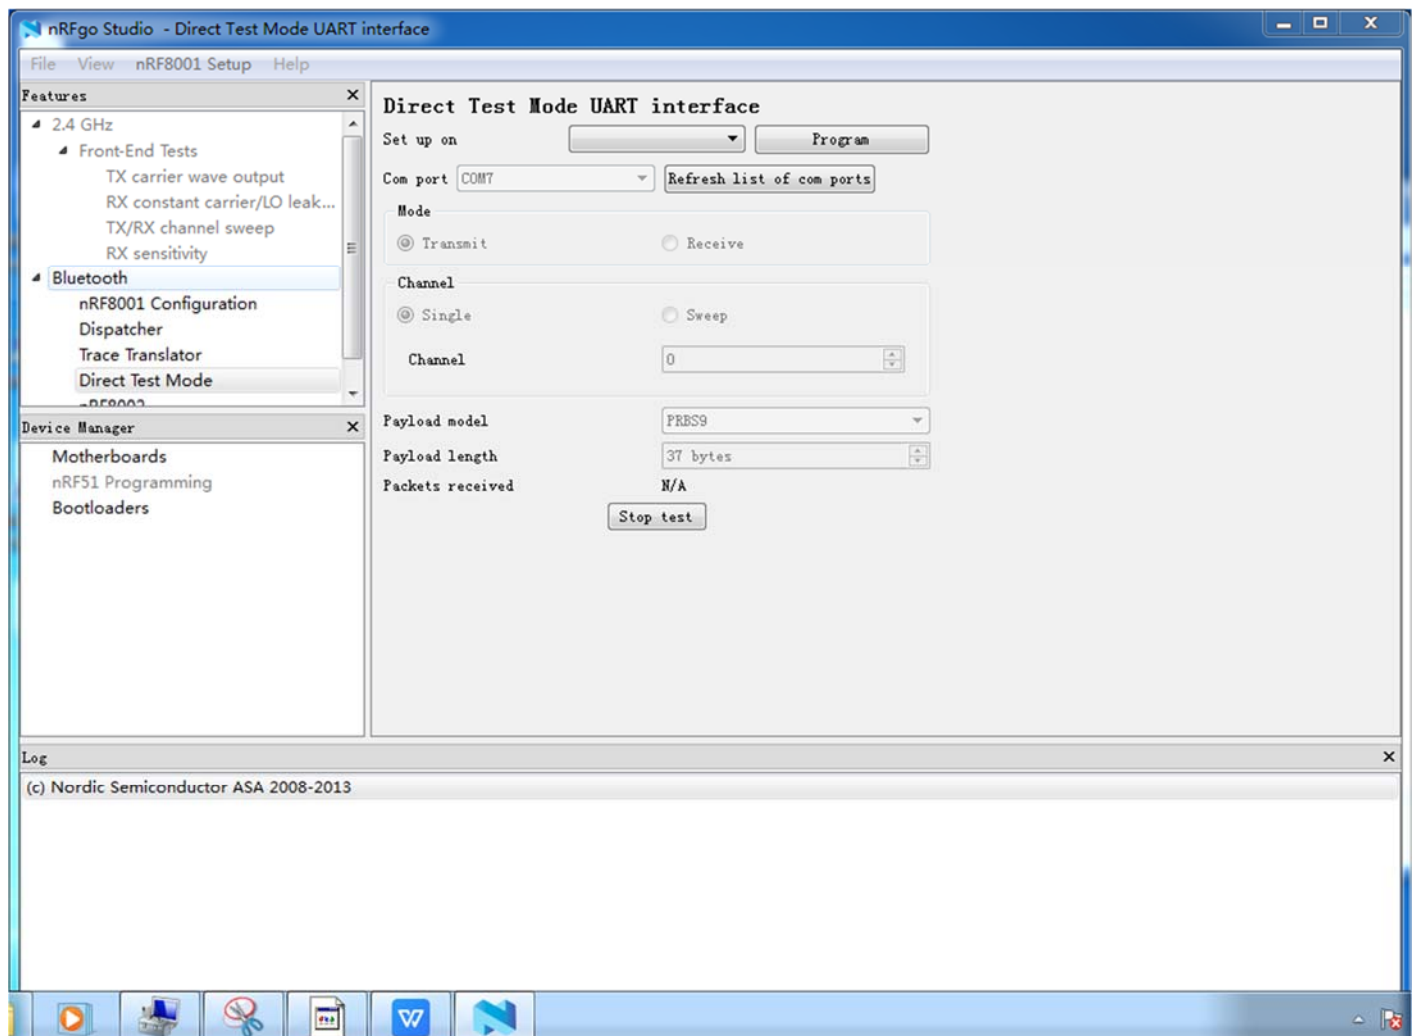 nRFgo Studio - Direct Test Mode UART interface
File View nRF8001 Setup Help
Features
2.4 GHz
Front-End Tests
TX carrier wave output
RX constant carrier/LO leak...
TX/RX channel sweep
RX sensitivity
Bluetooth
nRF8001 Configuration
Dispatcher
Trace Translator
Direct Test Mode
nRF8002
Device Manager
Motherboards
nRF51 Programming
Bootloaders
Direct Test Mode UART interface
Set up on Program
Com port COM7 Refresh list of com ports
Mode
Transmit Receive
Channel
Single Sweep
Channel 0
Payload model PRBS9
Payload length 37 bytes
Packets received N/A
Stop test
Log
(c) Nordic Semiconductor ASA 2008-2013